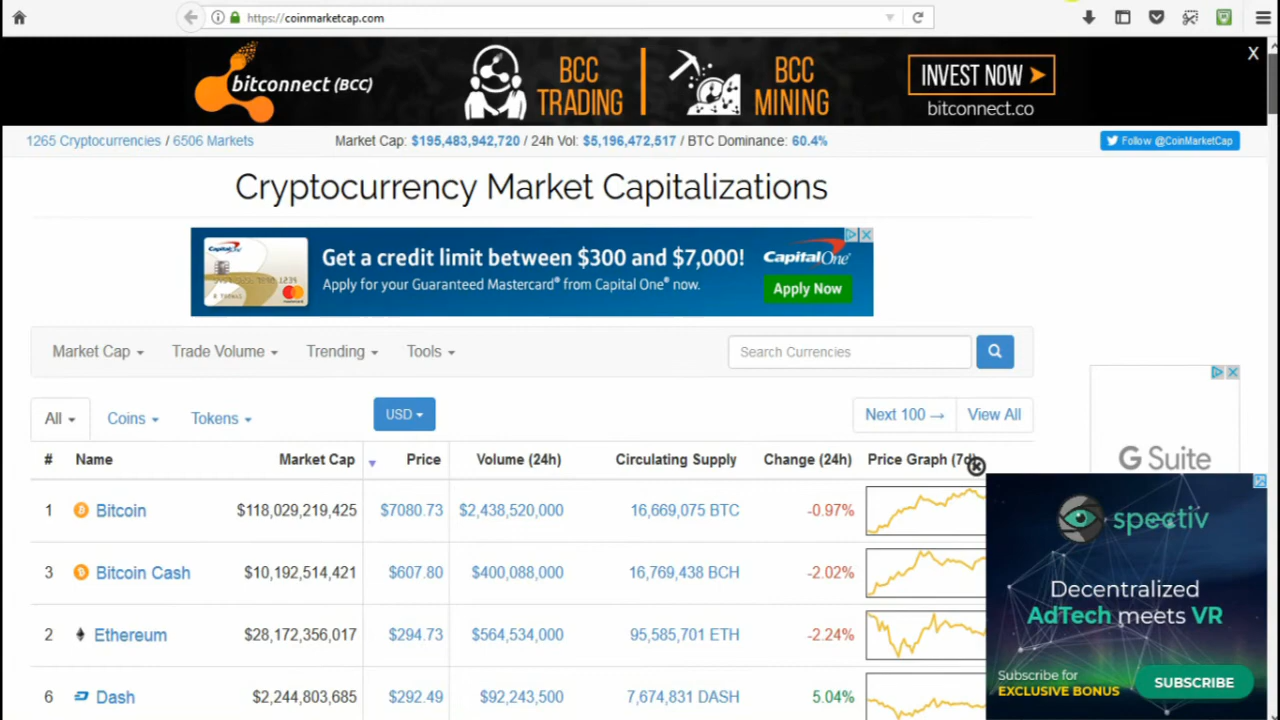 https://coinmarketcap.com
bitconnect (BCC)
BCC TRADING
BCC MINING
INVEST NOW
bitconnect.co
X
1265 Cryptocurrencies / 6506 Markets
Market Cap: $195,483,942,720 / 24h Vol: $5,196,472,517 / BTC Dominance: 60.4%
Follow @CoinMarketCap
Cryptocurrency Market Capitalizations
Capital One
Get a credit limit between $300 and $7,000!
Apply for your Guaranteed Mastercard® from Capital One® now.
Capital One®
Apply Now
Market Cap Trade Volume Trending Tools
Search Currencies
All Coins Tokens
USD
Next 100 → View All
# Name Market Cap Price Volume (24h) Circulating Supply Change (24h) Price Graph (7d)
1 Bitcoin $118,029,219,425 $7080.73 $2,438,520,000 16,669,075 BTC -0.97%
3 Bitcoin Cash $10,192,514,421 $607.80 $400,088,000 16,769,438 BCH -2.02%
2 Ethereum $28,172,356,017 $294.73 $564,534,000 95,585,701 ETH -2.24%
6 Dash $2,244,803,685 $292.49 $92,243,500 7,674,831 DASH 5.04%
G Suite
spectiv
Decentralized
AdTech meets VR
Subscribe for
EXCLUSIVE BONUS
SUBSCRIBE